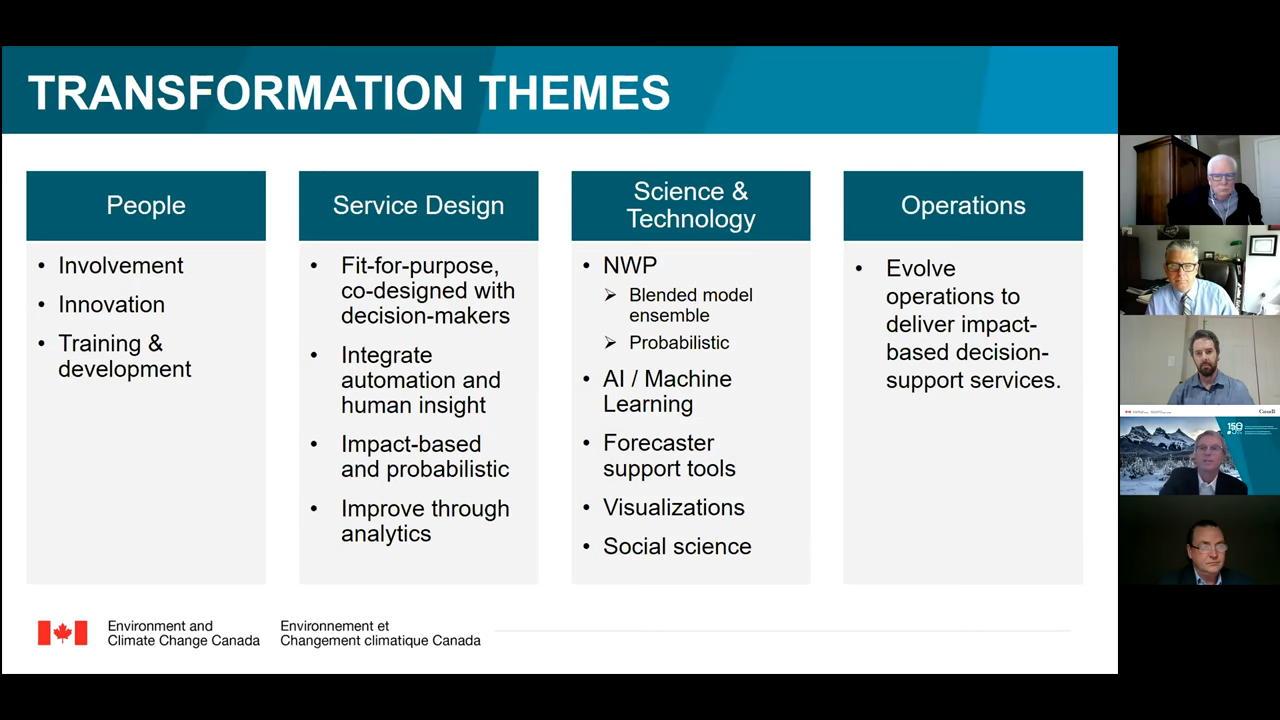 TRANSFORMATION THEMES
People
• Involvement
• Innovation
• Training &
development
Service Design
• Fit-for-purpose,
co-designed with
decision-makers
• Integrate
automation and
human insight
• Impact-based
and probabilistic
• Improve through
analytics
Science &
Technology
• NWP
➢ Blended model
ensemble
➢ Probabilistic
• AI / Machine
Learning
• Forecaster
support tools
• Visualizations
• Social science
Operations
• Evolve
operations to
deliver impact-
based decision-
support services.
Environment and
Climate Change Canada
Environnement et
Changement climatique Canada
Canada
150